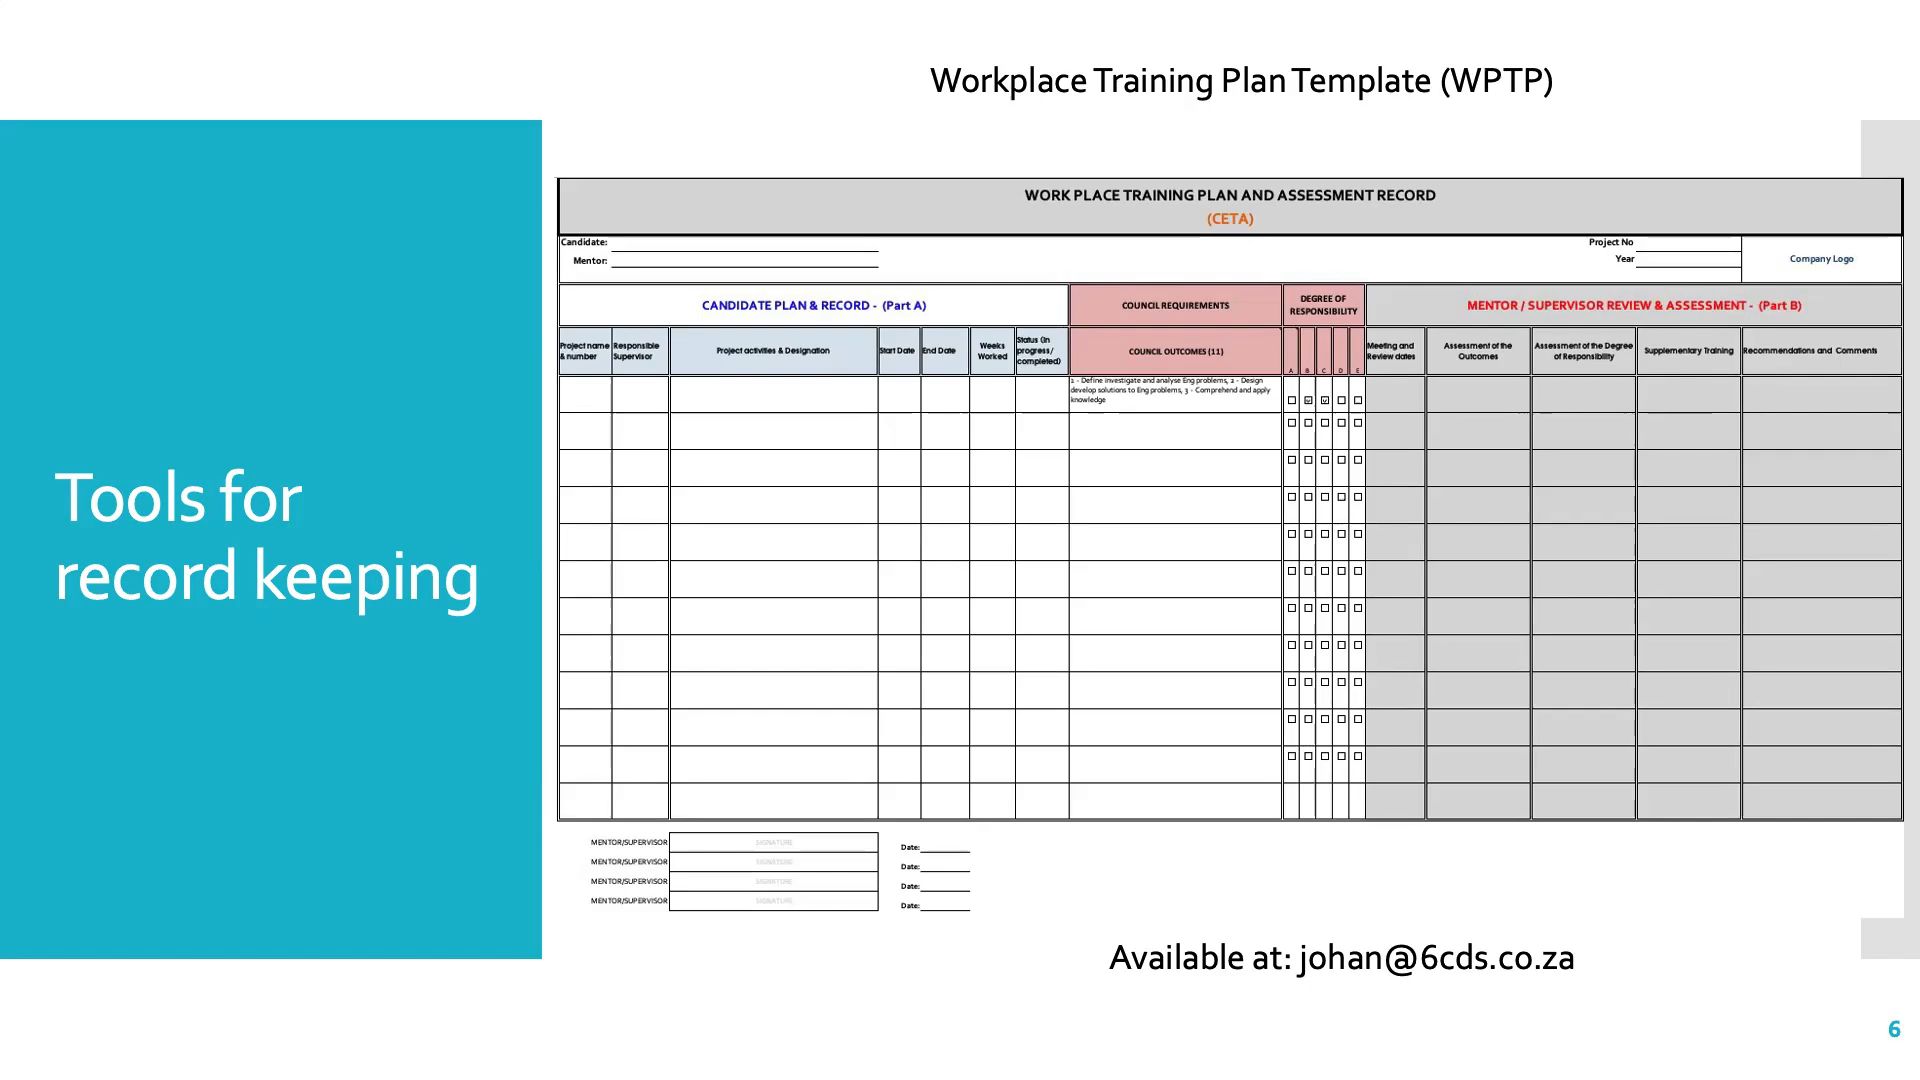 Workplace Training Plan Template (WPTP)
Tools for
record keeping
WORK PLACE TRAINING PLAN AND ASSESSMENT RECORD
(CETA)
Candidate:
Mentor:
Project No
Year
Company Logo
CANDIDATE PLAN & RECORD - (Part A)
COUNCIL REQUIREMENTS
DEGREE OF
RESPONSIBILITY
MENTOR / SUPERVISOR REVIEW & ASSESSMENT - (Part B)
Project name
& number
Responsible
Supervisor
Project activities & Designation
Start Date
End Date
Weeks
Worked
Status (in
progress/
completed)
COUNCIL OUTCOMES (11)
A B C D E
Meeting and
Review dates
Assessment of the
Outcomes
Assessment of the Degree
of Responsibility
Supplementary Training
Recommendations and Comments
1 - Define investigate and analyse Eng problems, 2 - Design
develop solutions to Eng problems, 3 - Comprehend and apply
knowledge
MENTOR/SUPERVISOR SIGNATURE Date:
MENTOR/SUPERVISOR SIGNATURE Date:
MENTOR/SUPERVISOR SIGNATURE Date:
MENTOR/SUPERVISOR SIGNATURE Date:
Available at: johan@6cds.co.za
6